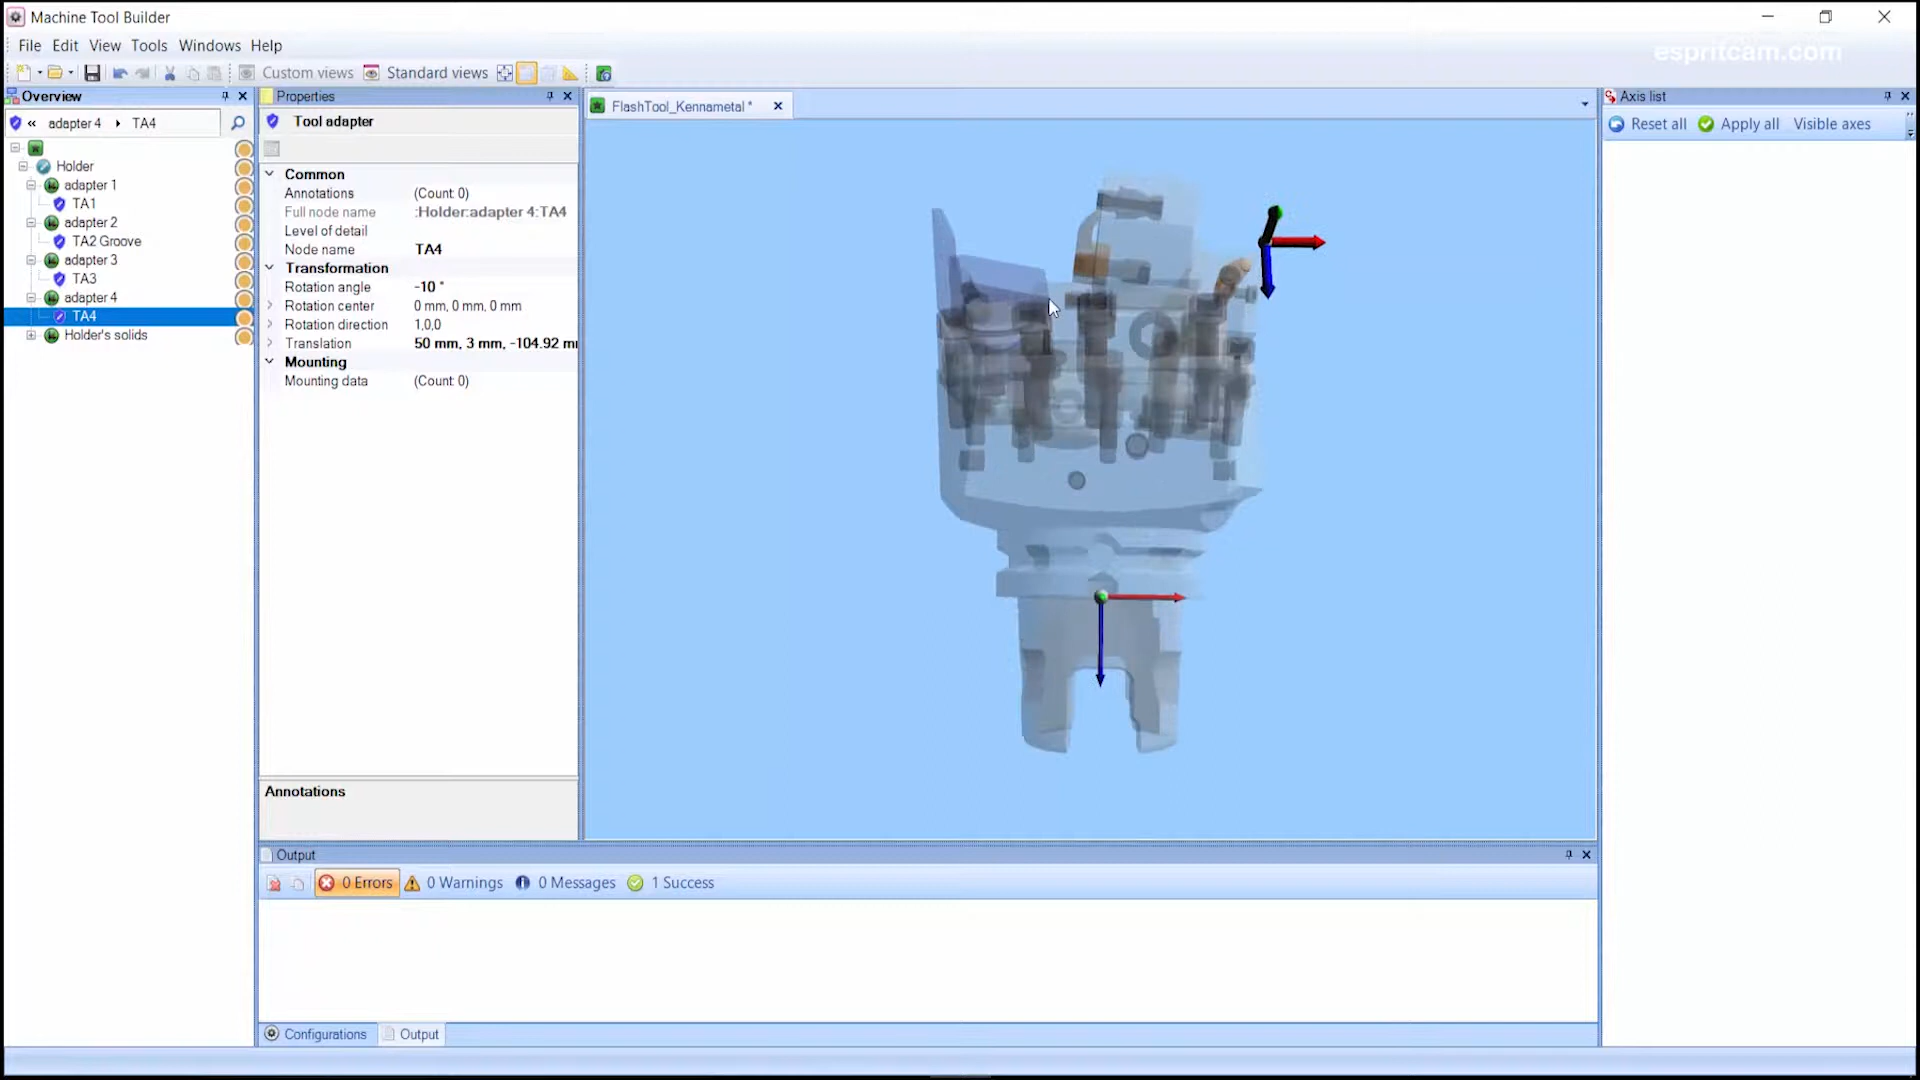 Machine Tool Builder
File Edit View Tools Windows Help
espritcam.com
Custom views Standard views
Overview
adapter 4 TA4
Holder
adapter 1
TA1
adapter 2
TA2 Groove
adapter 3
TA3
adapter 4
TA4
Holder's solids
Properties
Tool adapter
Common
Annotations (Count: 0)
Full node name :Holder:adapter 4:TA4
Level of detail
Node name TA4
Transformation
Rotation angle -10 °
Rotation center 0 mm, 0 mm, 0 mm
Rotation direction 1,0,0
Translation 50 mm, 3 mm, -104.92 m
Mounting
Mounting data (Count: 0)
Annotations
FlashTool_Kennametal *
Axis list
Reset all Apply all Visible axes
Output
0 Errors 0 Warnings 0 Messages 1 Success
Configurations Output